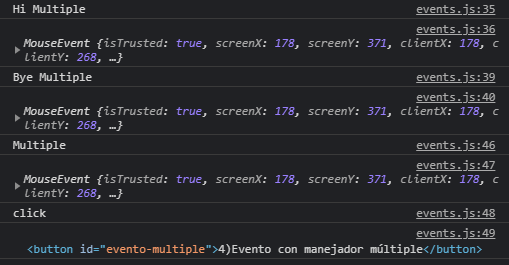 Hi Multiple events.js:35
events.js:36
MouseEvent {isTrusted: true, screenX: 178, screenY: 371, clientX: 178, c
lientY: 268, …}
Bye Multiple events.js:39
events.js:40
MouseEvent {isTrusted: true, screenX: 178, screenY: 371, clientX: 178, c
lientY: 268, …}
Multiple events.js:46
events.js:47
MouseEvent {isTrusted: true, screenX: 178, screenY: 371, clientX: 178, c
lientY: 268, …}
click events.js:48
events.js:49
<button id="evento-multiple">4)Evento con manejador múltiple</button>